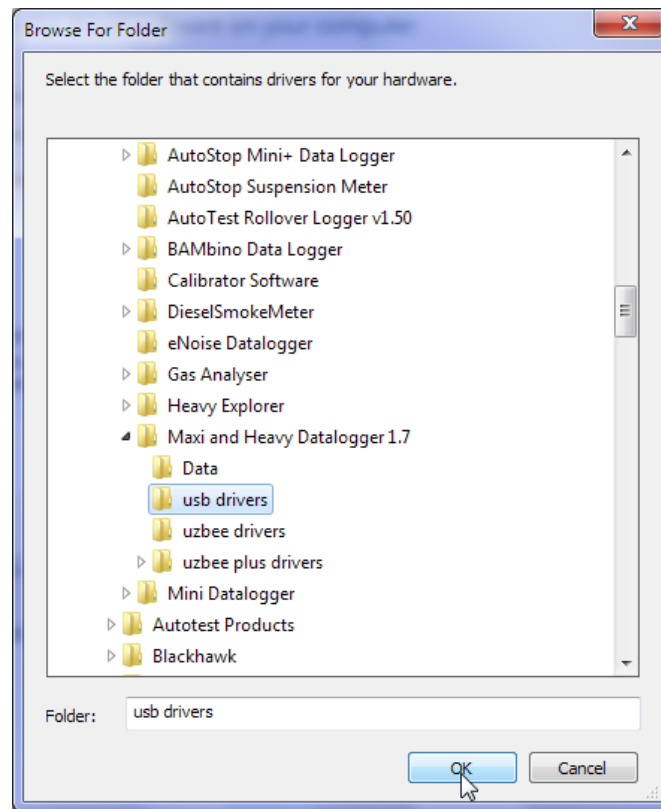 Browse For Folder
Select the folder that contains drivers for your hardware.
AutoStop Mini+ Data Logger
AutoStop Suspension Meter
AutoTest Rollover Logger v1.50
BAMbino Data Logger
Calibrator Software
DieselSmokeMeter
eNoise Datalogger
Gas Analyser
Heavy Explorer
Maxi and Heavy Datalogger 1.7
Data
usb drivers
uzbee drivers
uzbee plus drivers
Mini Datalogger
Autotest Products
Blackhawk
Folder: usb drivers
OK Cancel